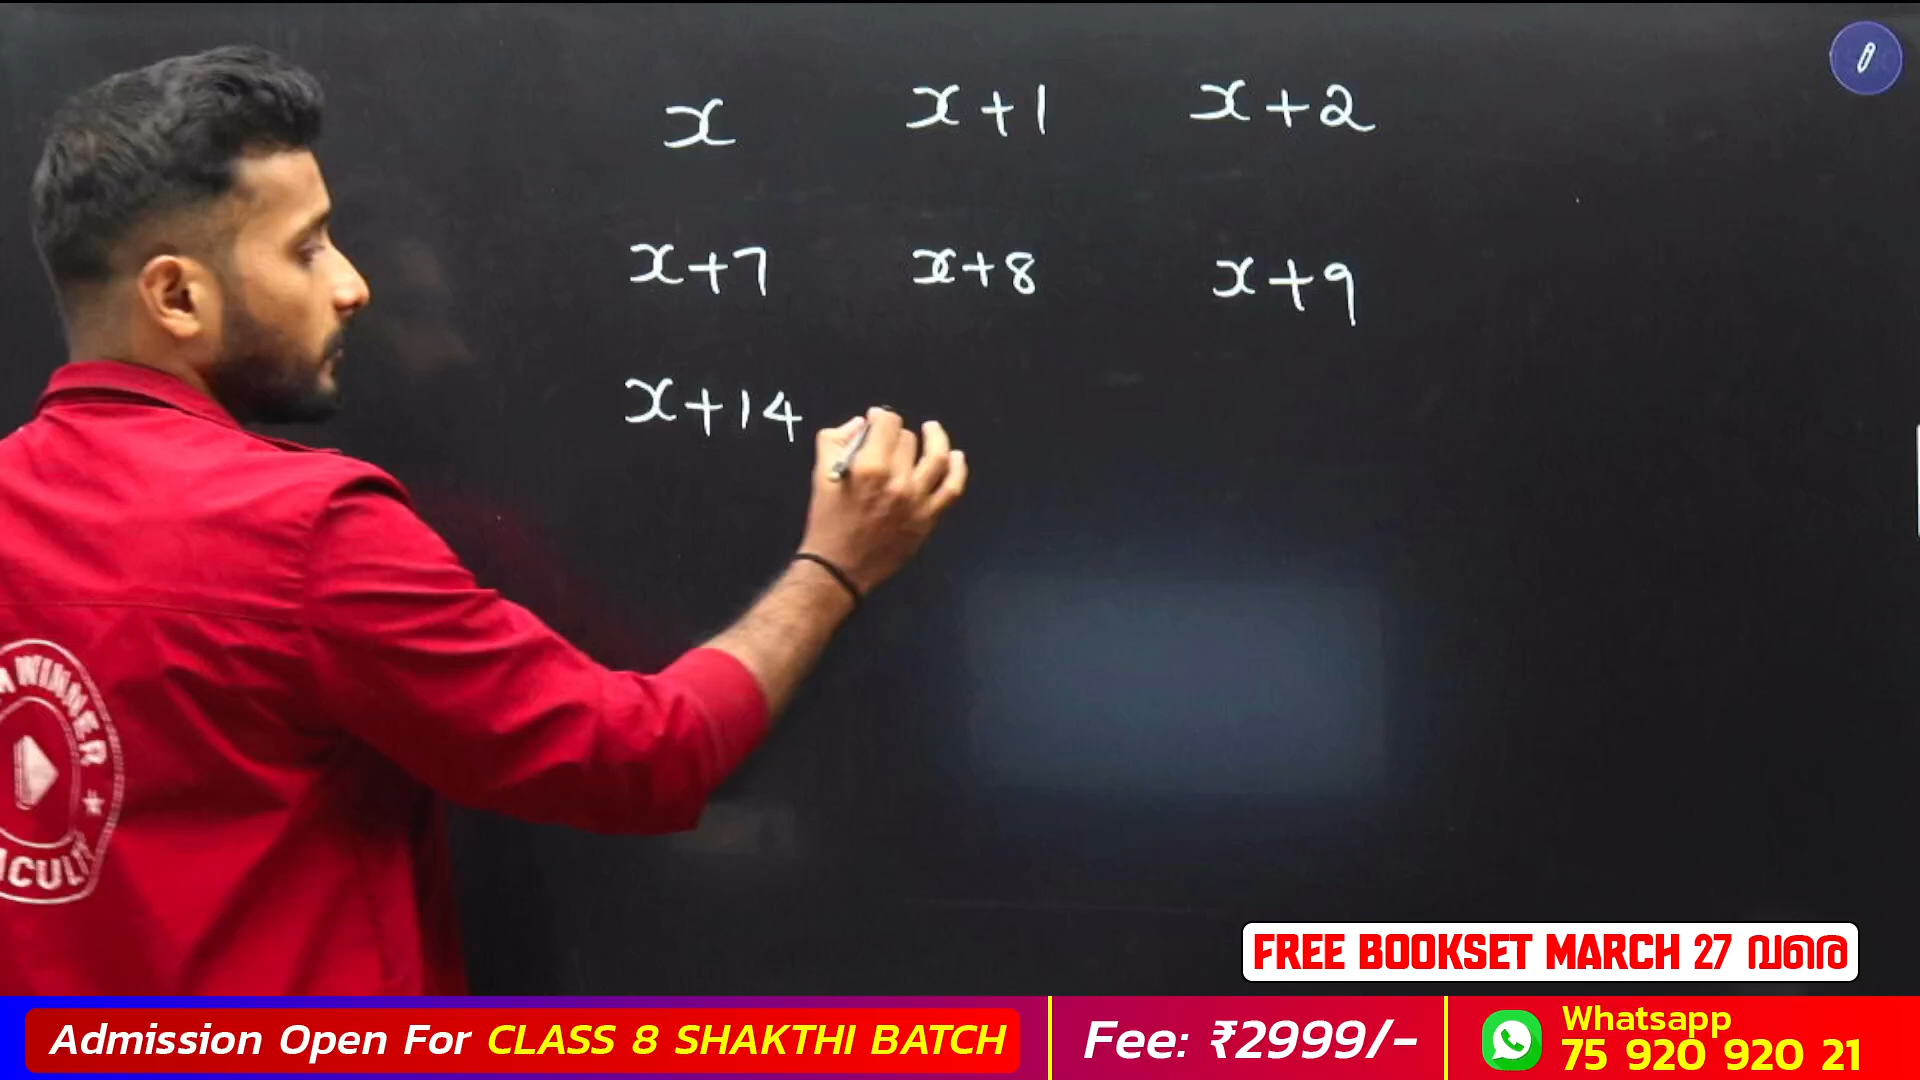 x x+1 x+2
x+7 x+8 x+9
x+14
WINNER
FREE BOOKSET MARCH 27 വരെ
Admission Open For CLASS 8 SHAKTHI BATCH
Fee: ₹2999/-
Whatsapp
75 920 920 21